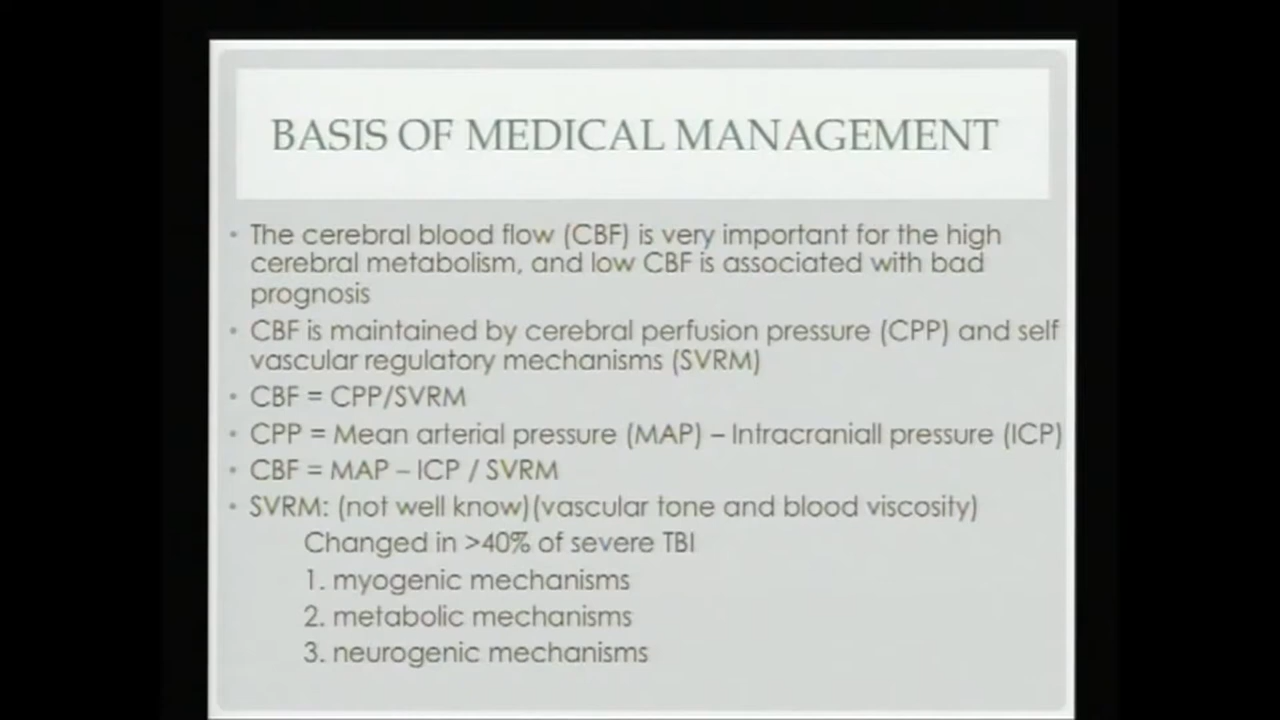 BASIS OF MEDICAL MANAGEMENT
• The cerebral blood flow (CBF) is very important for the high
cerebral metabolism, and low CBF is associated with bad
prognosis
• CBF is maintained by cerebral perfusion pressure (CPP) and self
vascular regulatory mechanisms (SVRM)
• CBF = CPP/SVRM
• CPP = Mean arterial pressure (MAP) – Intracraniall pressure (ICP)
• CBF = MAP – ICP / SVRM
• SVRM: (not well know)(vascular tone and blood viscosity)
Changed in >40% of severe TBI
1. myogenic mechanisms
2. metabolic mechanisms
3. neurogenic mechanisms